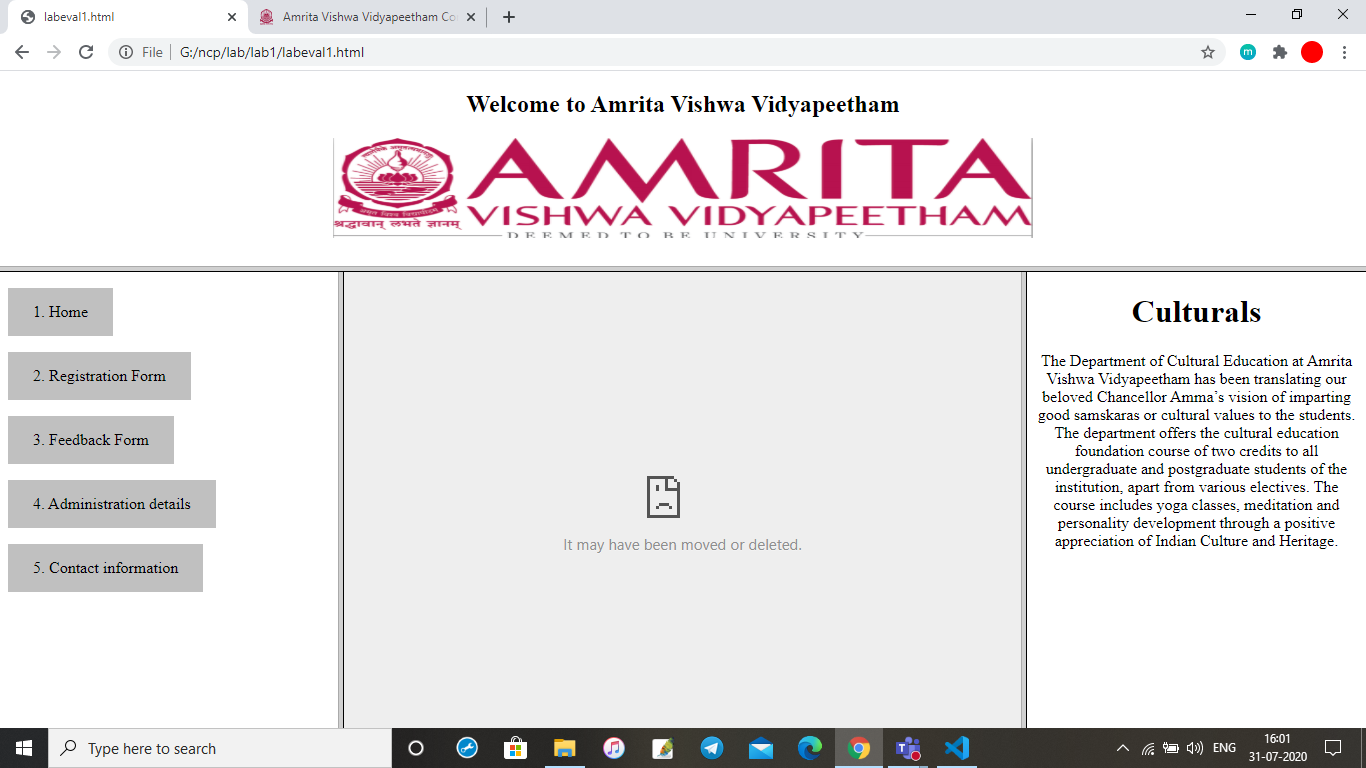 labeval1.html
Amrita Vishwa Vidyapeetham Co
File
G:/ncp/lab/lab1/labeval1.html
m
Welcome to Amrita Vishwa Vidyapeetham
AMRITA
VISHWA VIDYAPEETHAM
श्रद्धावान् लभते ज्ञानम्
DEEMED TO BE UNIVERSITY
1. Home
2. Registration Form
3. Feedback Form
4. Administration details
5. Contact information
It may have been moved or deleted.
Culturals
The Department of Cultural Education at Amrita
Vishwa Vidyapeetham has been translating our
beloved Chancellor Amma’s vision of imparting
good samskaras or cultural values to the students.
The department offers the cultural education
foundation course of two credits to all
undergraduate and postgraduate students of the
institution, apart from various electives. The
course includes yoga classes, meditation and
personality development through a positive
appreciation of Indian Culture and Heritage.
Type here to search
ENG
16:01
31-07-2020